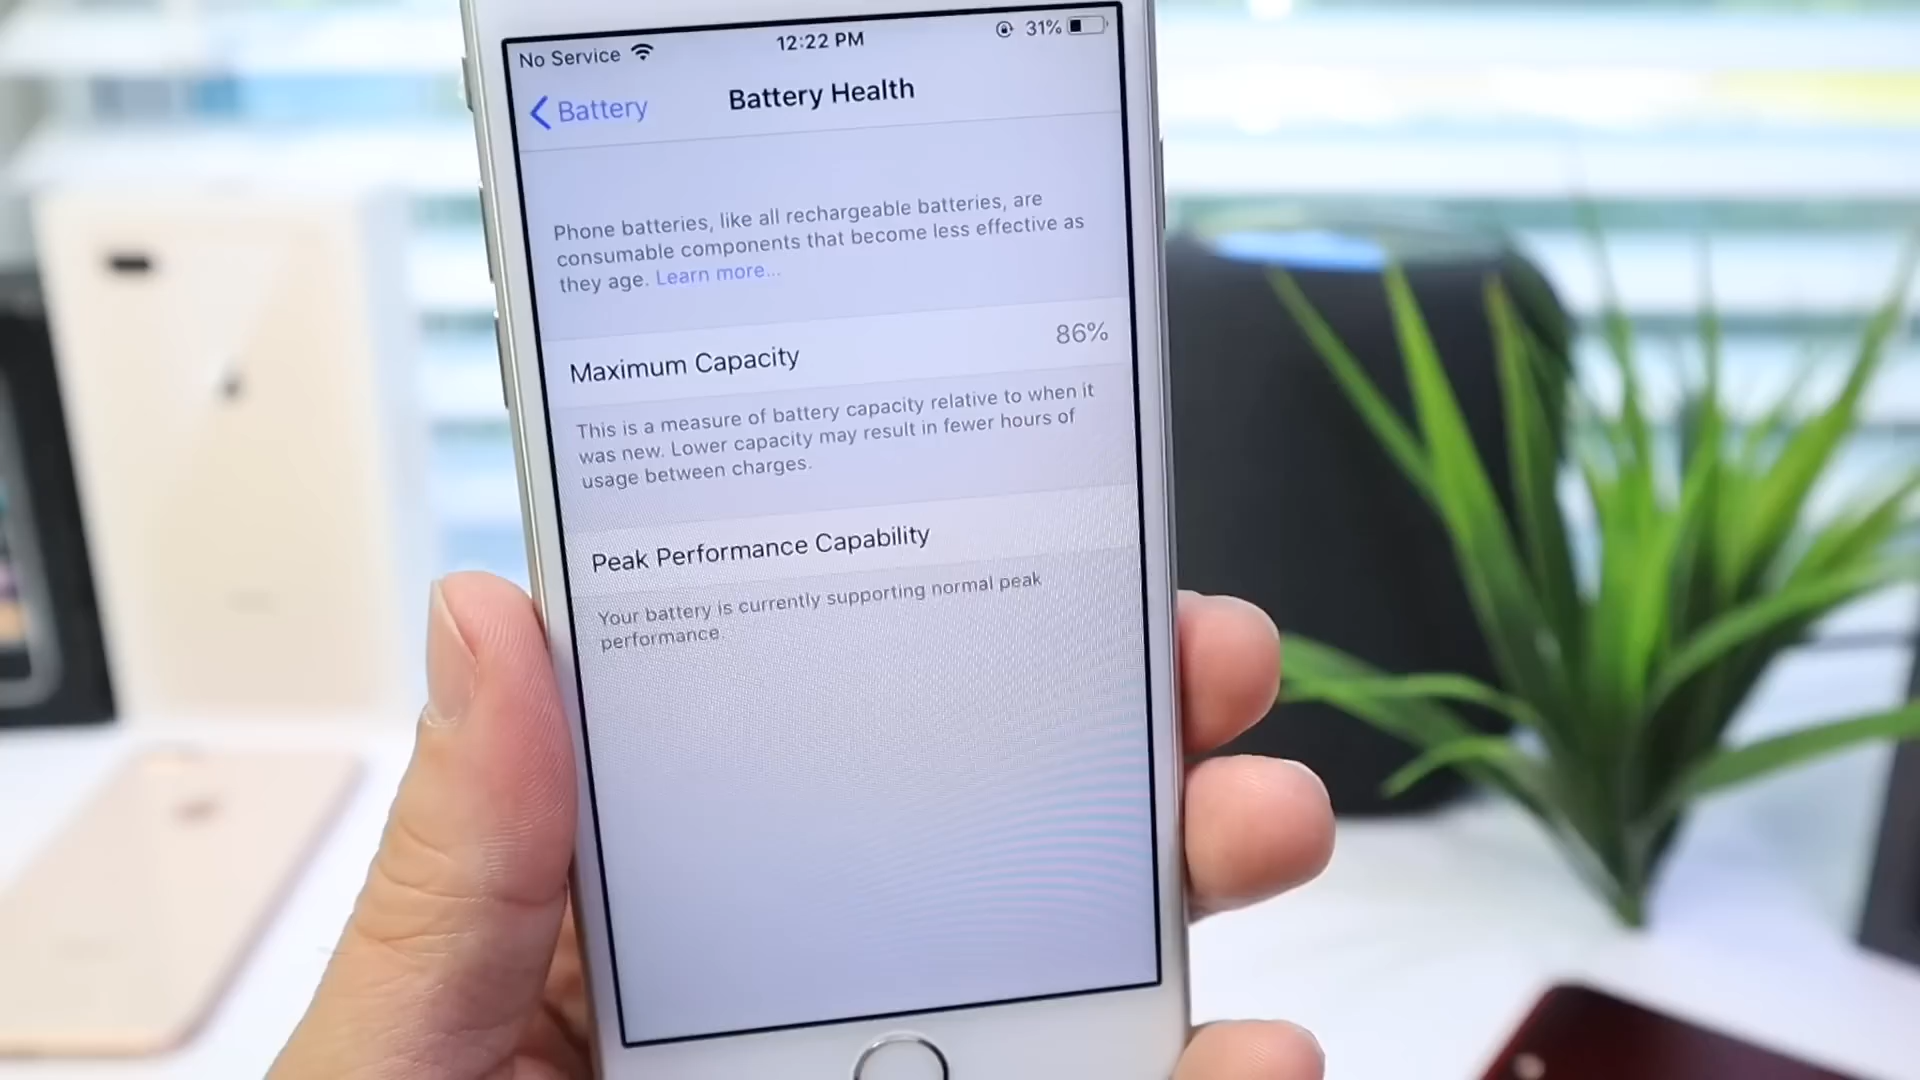 No Service 12:22 PM 31%
Battery Battery Health
Phone batteries, like all rechargeable batteries, are
consumable components that become less effective as
they age. Learn more...
Maximum Capacity 86%
This is a measure of battery capacity relative to when it
was new. Lower capacity may result in fewer hours of
usage between charges.
Peak Performance Capability
Your battery is currently supporting normal peak
performance.